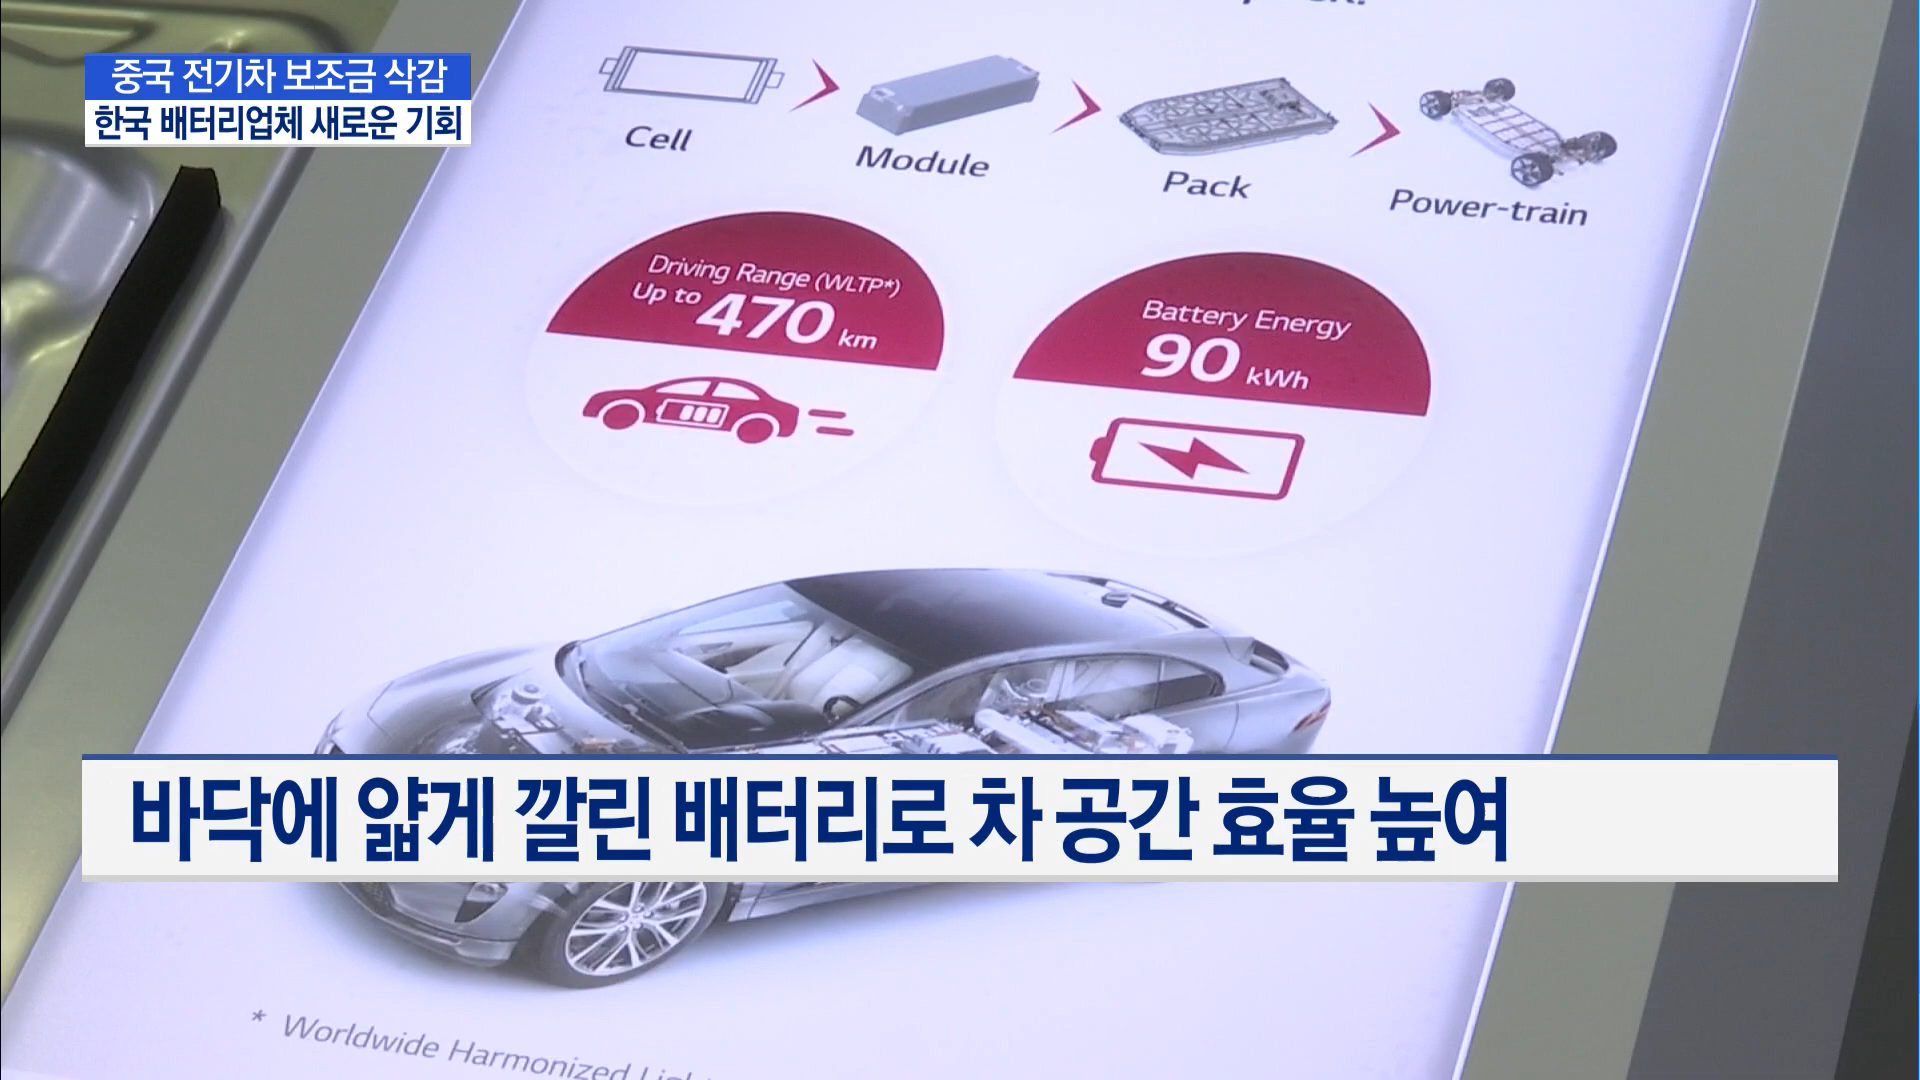 중국 전기차 보조금 삭감
한국 배터리업체 새로운 기회
Cell
Module
Pack
Power-train
Driving Range (WLTP*)
Up to 470 km
Battery Energy
90 kWh
바닥에 얇게 깔린 배터리로 차 공간 효율 높여
* Worldwide Harmonized